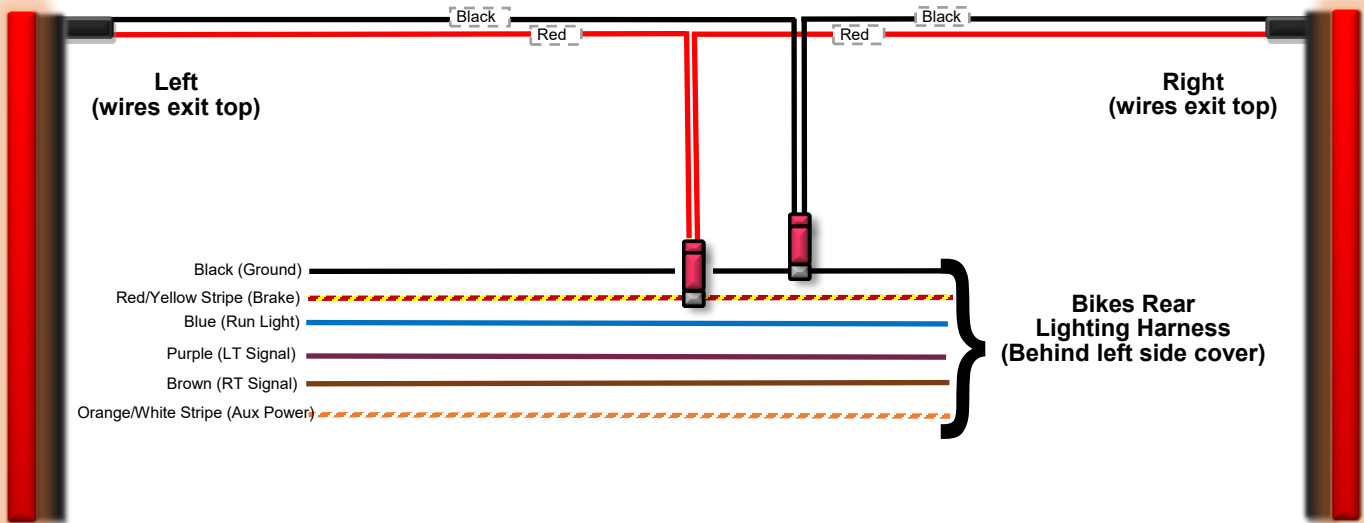 Black
Black
Red
Red
Left
(wires exit top)
Right
(wires exit top)
Black (Ground)
Red/Yellow Stripe (Brake)
Blue (Run Light)
Purple (LT Signal)
Brown (RT Signal)
Orange/White Stripe (Aux Power)
Bikes Rear
Lighting Harness
(Behind left side cover)